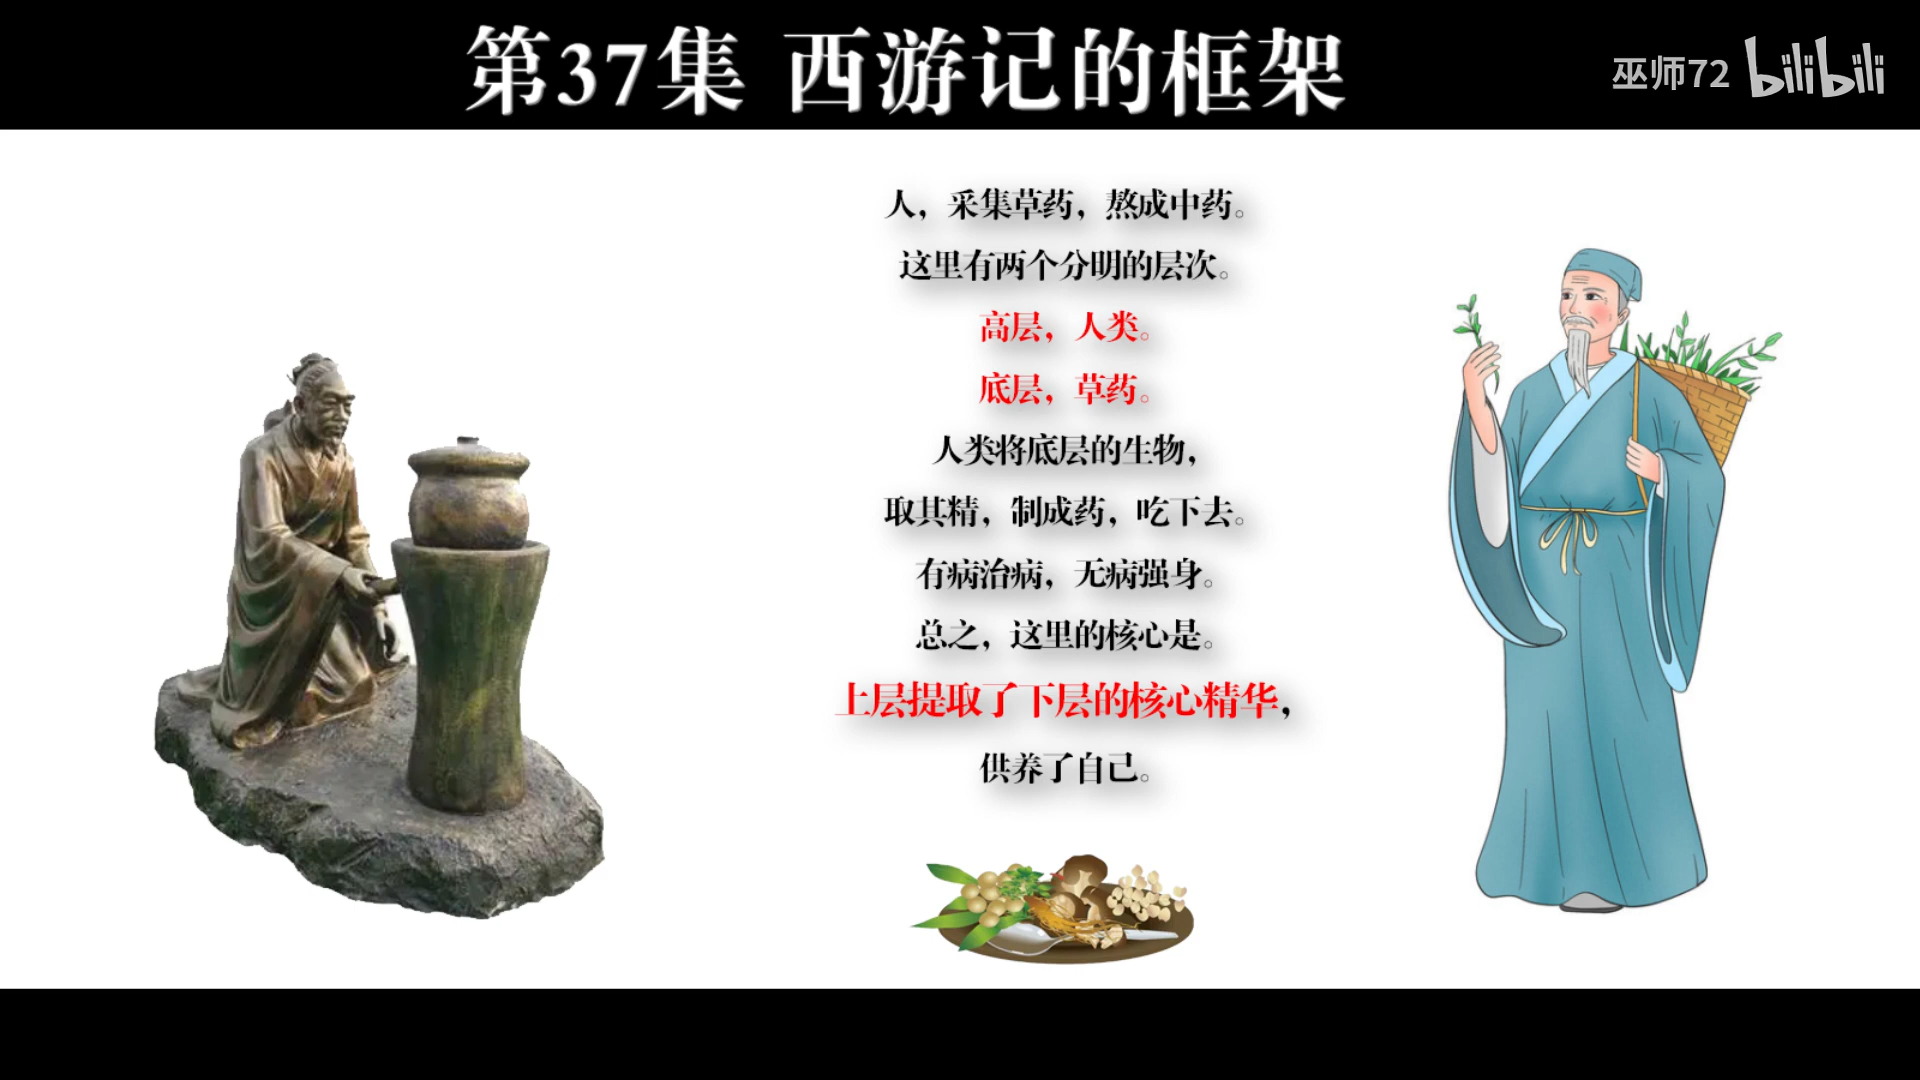 第37集 西游记的框架
巫师72 bilibili
人，采集草药，熬成中药。
这里有两个分明的层次。
高层，人类。
底层，草药。
人类将底层的生物，
取其精，制成药，吃下去。
有病治病，无病强身。
总之，这里的核心是。
上层提取了下层的核心精华，
供养了自己。